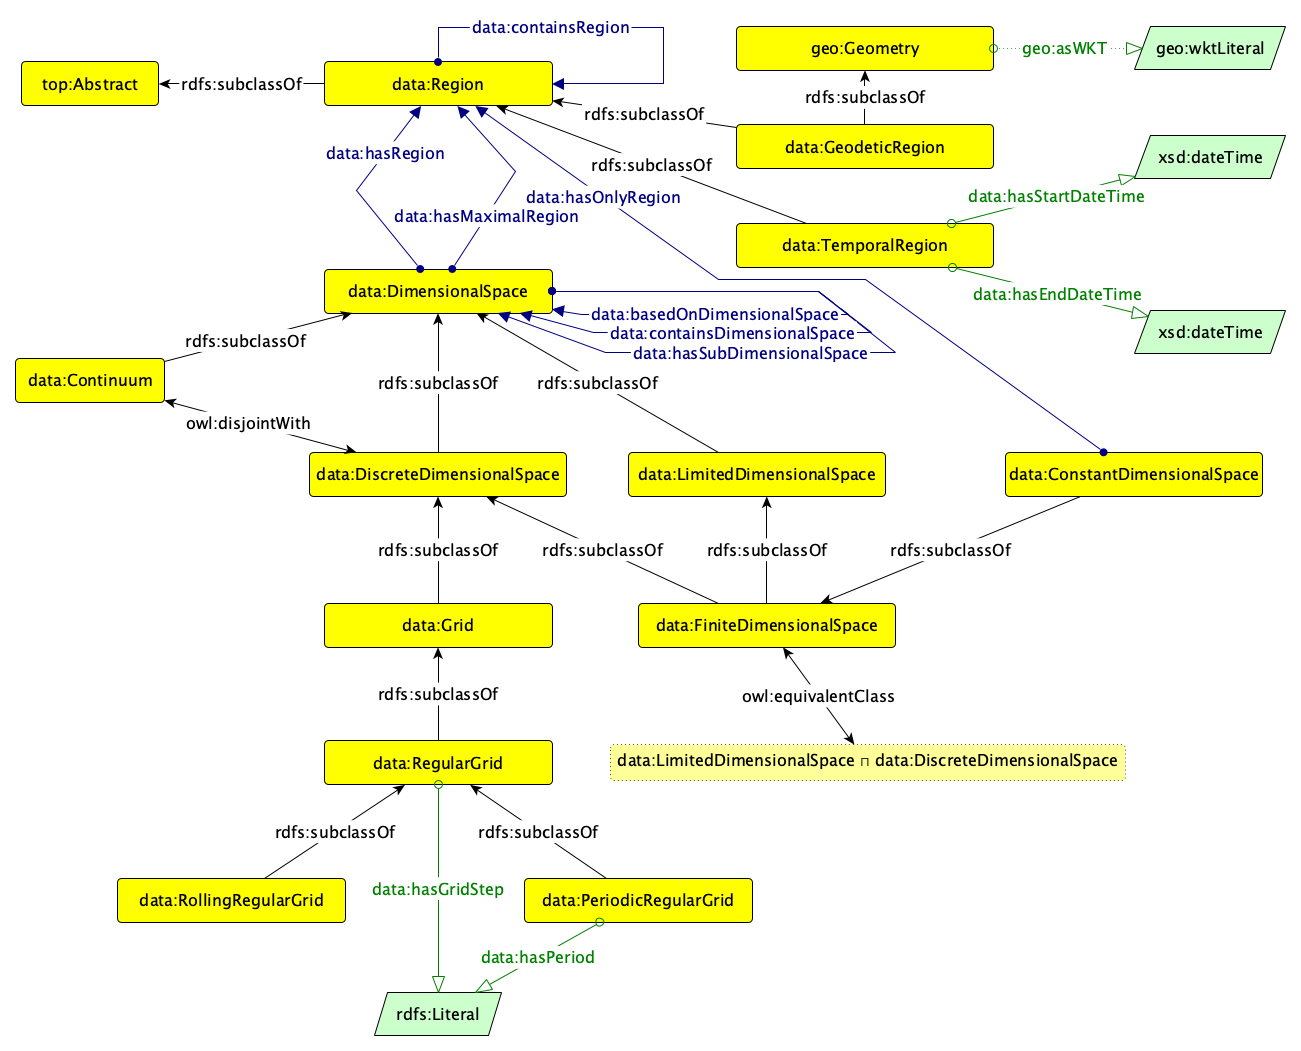 data:containsRegion
geo:Geometry
geo:asWKT
geo:wktLiteral
top:Abstract
rdfs:subclassOf
data:Region
rdfs:subclassOf
rdfs:subclassOf
data:GeodeticRegion
data:hasRegion
rdfs:subclassOf
xsd:dateTime
data:hasOnlyRegion
data:hasStartDateTime
data:hasMaximalRegion
data:TemporalRegion
data:DimensionalSpace
data:hasEndDateTime
data:basedOnDimensionalSpace
data:containsDimensionalSpace
data:hasSubDimensionalSpace
xsd:dateTime
rdfs:subclassOf
data:Continuum
rdfs:subclassOf
rdfs:subclassOf
owl:disjointWith
data:DiscreteDimensionalSpace
data:LimitedDimensionalSpace
data:ConstantDimensionalSpace
rdfs:subclassOf
rdfs:subclassOf
rdfs:subclassOf
rdfs:subclassOf
data:Grid
data:FiniteDimensionalSpace
rdfs:subclassOf
owl:equivalentClass
data:RegularGrid
data:LimitedDimensionalSpace ⊓ data:DiscreteDimensionalSpace
rdfs:subclassOf
rdfs:subclassOf
data:hasGridStep
data:RollingRegularGrid
data:PeriodicRegularGrid
data:hasPeriod
rdfs:Literal